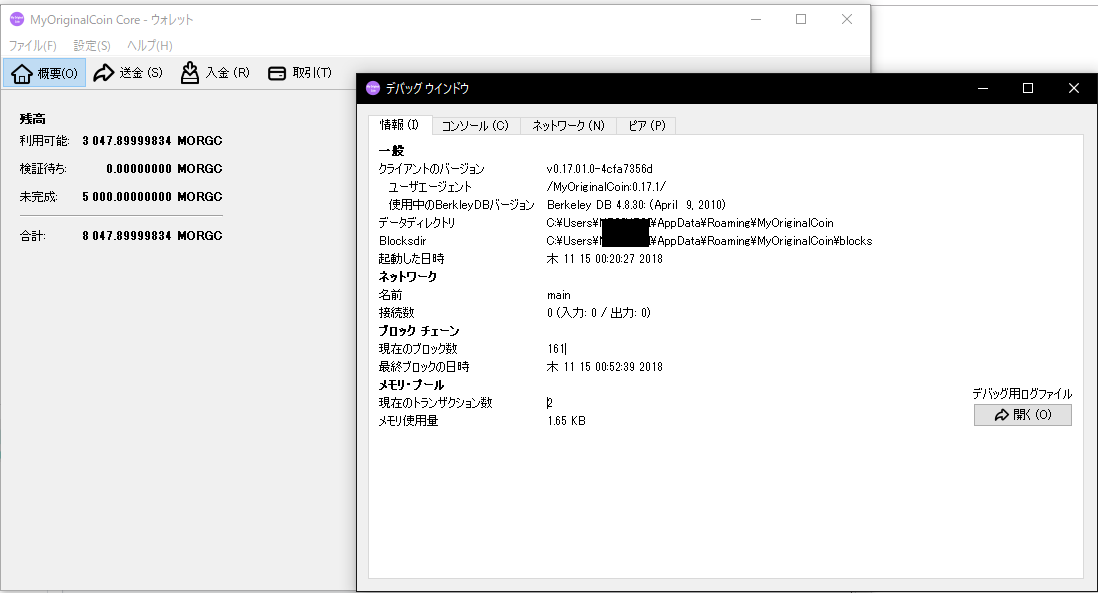 MyOriginalCoin Core - ウォレット
ファイル(F) 設定(S) ヘルプ(H)
概要(O) 送金 (S) 入金 (R) 取引(T)
残高
利用可能: 3 047.89999834 MORGC
検証待ち: 0.00000000 MORGC
未完成: 5 000.00000000 MORGC
合計: 8 047.89999834 MORGC
デバッグ ウインドウ
情報(I) コンソール(C) ネットワーク(N) ピア(P)
一般
クライアントのバージョン v0.17.01.0-4cfa7356d
ユーザエージェント /MyOriginalCoin:0.17.1/
使用中のBerkleyDBバージョン Berkeley DB 4.8.30: (April 9, 2010)
データディレクトリ C:¥Users¥ ¥AppData¥Roaming¥MyOriginalCoin
Blocksdir C:¥Users¥ ¥AppData¥Roaming¥MyOriginalCoin¥blocks
起動した日時 木 11 15 00:20:27 2018
ネットワーク
名前 main
接続数 0 (入力: 0 / 出力: 0)
ブロック チェーン
現在のブロック数 161
最終ブロックの日時 木 11 15 00:52:39 2018
メモリ・プール
現在のトランザクション数 2
メモリ使用量 1.65 KB
デバッグ用ログファイル
開く(O)